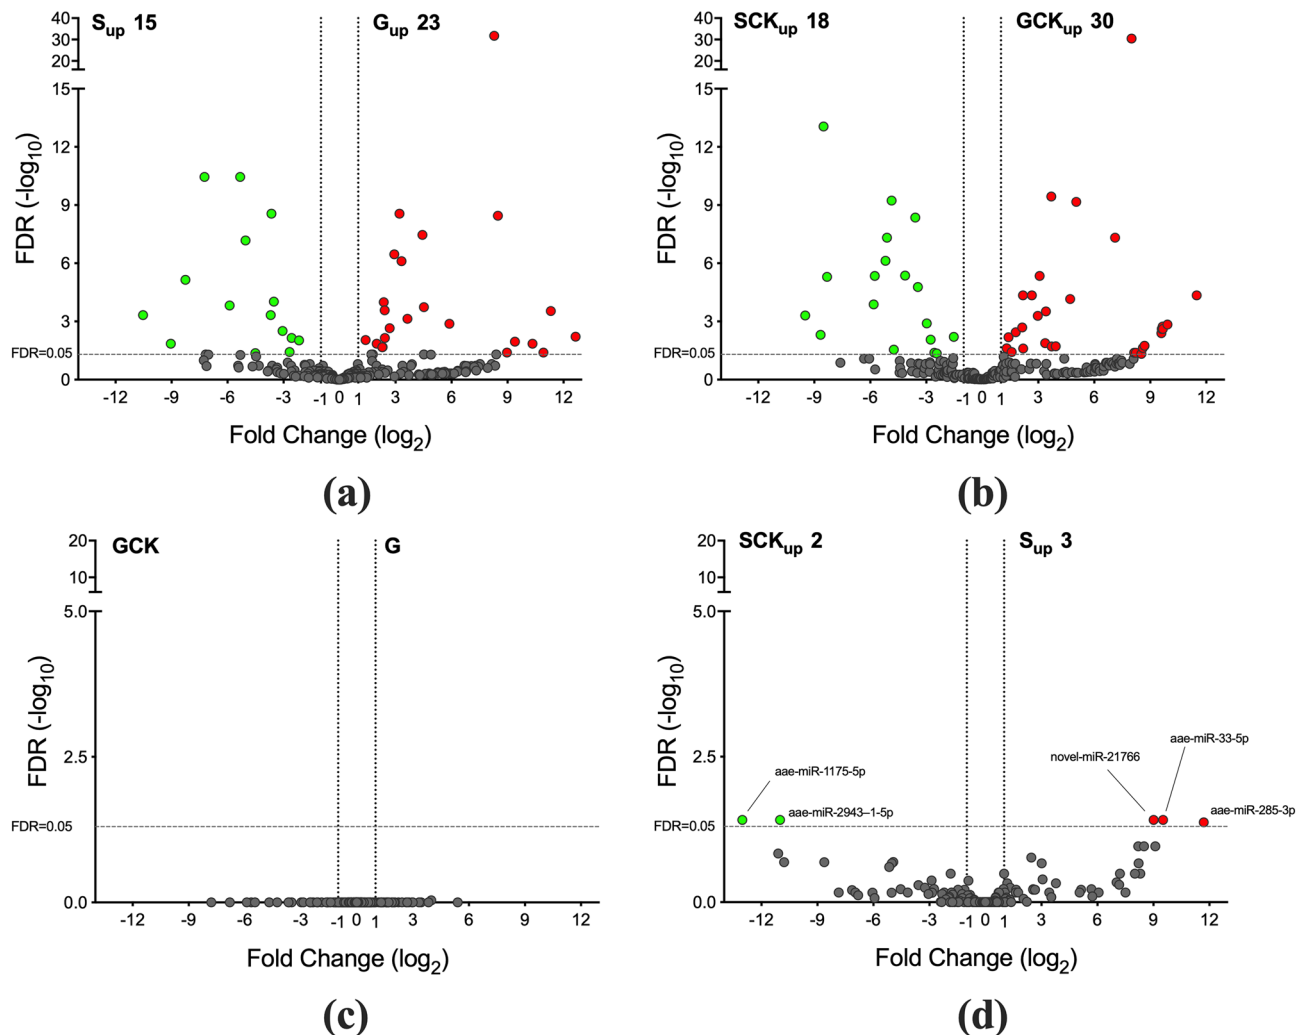 S_up 15
G_up 23
40
30
20
15
12
9
6
3
0
FDR (-log10)
FDR=0.05
-12 -9 -6 -3 -1 0 1 3 6 9 12
Fold Change (log2)
(a)
SCK_up 18
GCK_up 30
40
30
20
15
12
9
6
3
0
FDR (-log10)
FDR=0.05
-12 -9 -6 -3 -1 0 1 3 6 9 12
Fold Change (log2)
(b)
GCK
G
20
10
5.0
2.5
0.0
FDR (-log10)
FDR=0.05
-12 -9 -6 -3 -1 0 1 3 6 9 12
Fold Change (log2)
(c)
SCK_up 2
S_up 3
20
10
5.0
2.5
0.0
FDR (-log10)
FDR=0.05
aae-miR-33-5p
novel-miR-21766
aae-miR-1175-5p
aae-miR-285-3p
aae-miR-2943–1-5p
-12 -9 -6 -3 -1 0 1 3 6 9 12
Fold Change (log2)
(d)